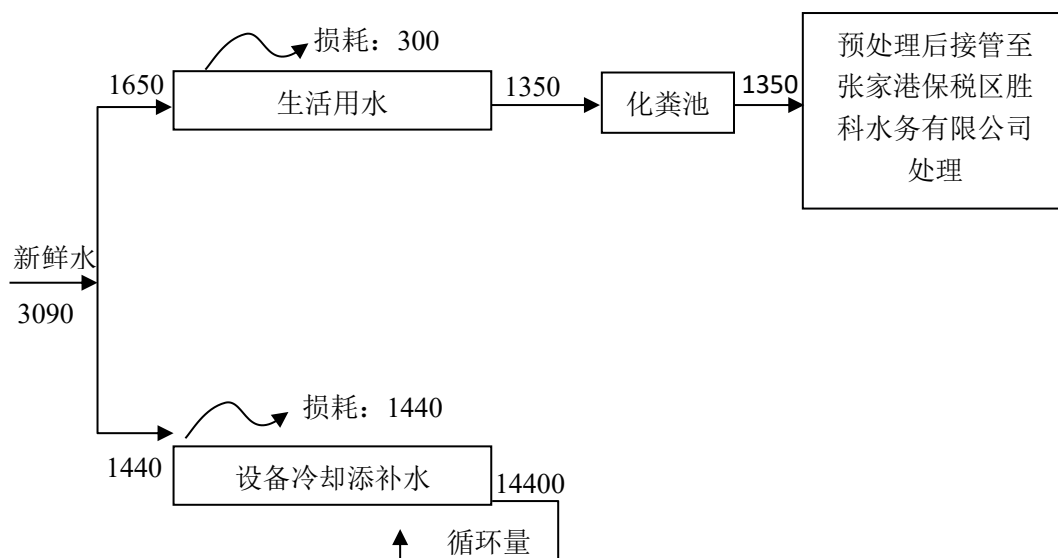 损耗：300
1650
生活用水
1350
化粪池
1350
预处理后接管至
张家港保税区胜
科水务有限公司
处理
新鲜水
3090
损耗：1440
1440
设备冷却添补水
14400
循环量